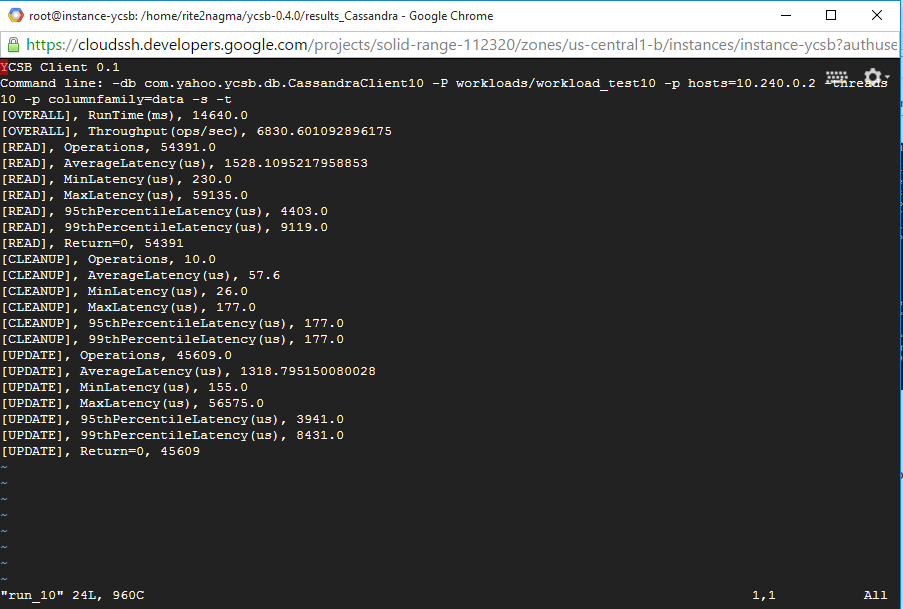 root@instance-ycsb: /home/rite2nagma/ycsb-0.4.0/results_Cassandra - Google Chrome
https://cloudssh.developers.google.com/projects/solid-range-112320/zones/us-central1-b/instances/instance-ycsb?authuse
YCSB Client 0.1
Command line: -db com.yahoo.ycsb.db.CassandraClient10 -P workloads/workload_test10 -p hosts=10.240.0.2 -threads
10 -p columnfamily=data -s -t
[OVERALL], RunTime(ms), 14640.0
[OVERALL], Throughput(ops/sec), 6830.601092896175
[READ], Operations, 54391.0
[READ], AverageLatency(us), 1528.1095217958853
[READ], MinLatency(us), 230.0
[READ], MaxLatency(us), 59135.0
[READ], 95thPercentileLatency(us), 4403.0
[READ], 99thPercentileLatency(us), 9119.0
[READ], Return=0, 54391
[CLEANUP], Operations, 10.0
[CLEANUP], AverageLatency(us), 57.6
[CLEANUP], MinLatency(us), 26.0
[CLEANUP], MaxLatency(us), 177.0
[CLEANUP], 95thPercentileLatency(us), 177.0
[CLEANUP], 99thPercentileLatency(us), 177.0
[UPDATE], Operations, 45609.0
[UPDATE], AverageLatency(us), 1318.795150080028
[UPDATE], MinLatency(us), 155.0
[UPDATE], MaxLatency(us), 56575.0
[UPDATE], 95thPercentileLatency(us), 3941.0
[UPDATE], 99thPercentileLatency(us), 8431.0
[UPDATE], Return=0, 45609
~
~
~
~
~
~
~
~
"run_10" 24L, 960C 1,1 All